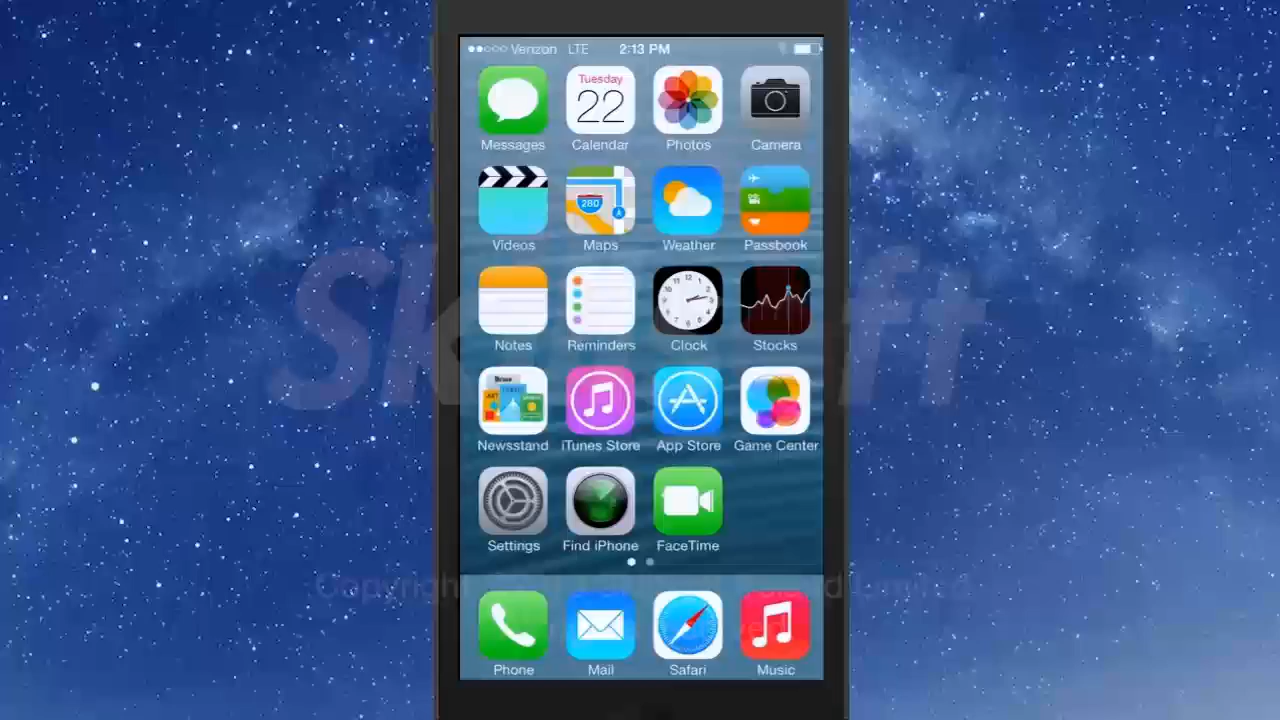 Verizon LTE 2:13 PM
Tuesday
22
Messages Calendar Photos Camera
280
Videos Maps Weather Passbook
Notes Reminders Clock Stocks
Newsstand iTunes Store App Store Game Center
Settings Find iPhone FaceTime
Limited
Phone Mail Safari Music